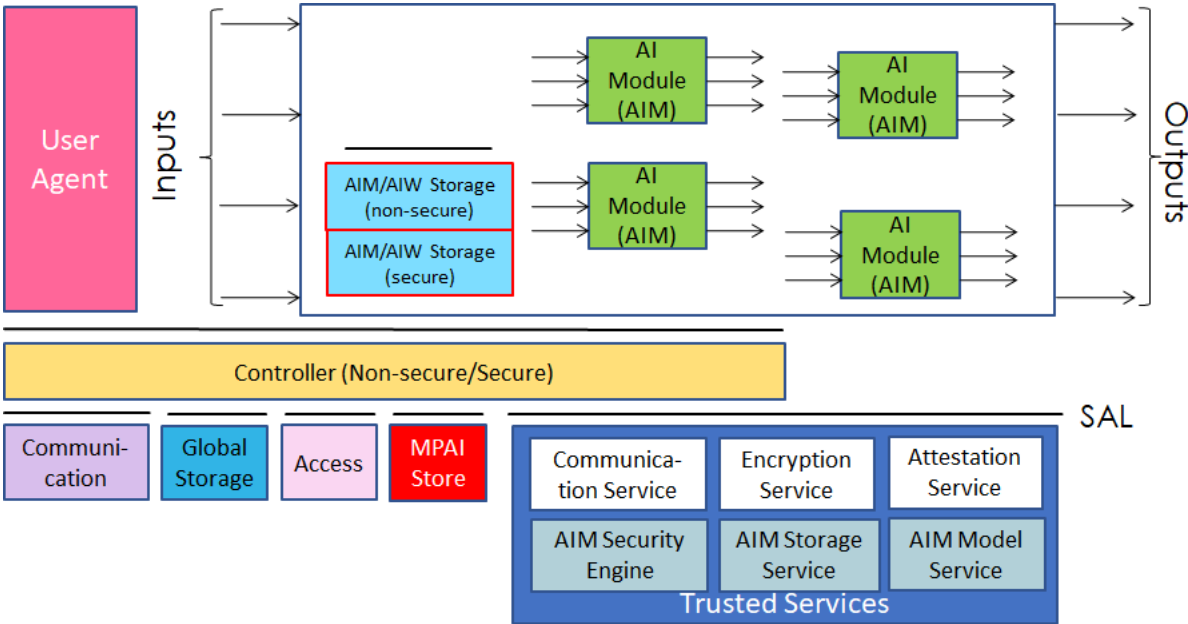 User
Agent
Inputs
AI
Module
(AIM)
AI
Module
(AIM)
AIM/AIW Storage
(non-secure)
AIM/AIW Storage
(secure)
AI
Module
(AIM)
AI
Module
(AIM)
Outputs
Controller (Non-secure/Secure)
SAL
Communi-
cation
Global
Storage
Access
MPAI
Store
Communica-
tion Service
Encryption
Service
Attestation
Service
AIM Security
Engine
AIM Storage
Service
AIM Model
Service
Trusted Services